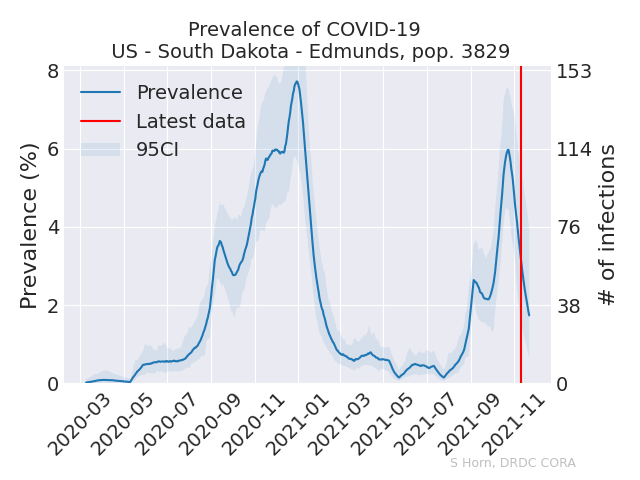 Prevalence of COVID-19
US - South Dakota - Edmunds, pop. 3829
Prevalence
Latest data
95CI
Prevalence (%)
8
6
4
2
0
153
114
76
38
0
# of infections
2020-03
2020-05
2020-07
2020-09
2020-11
2021-01
2021-03
2021-05
2021-07
2021-09
2021-11
S Horn, DRDC CORA